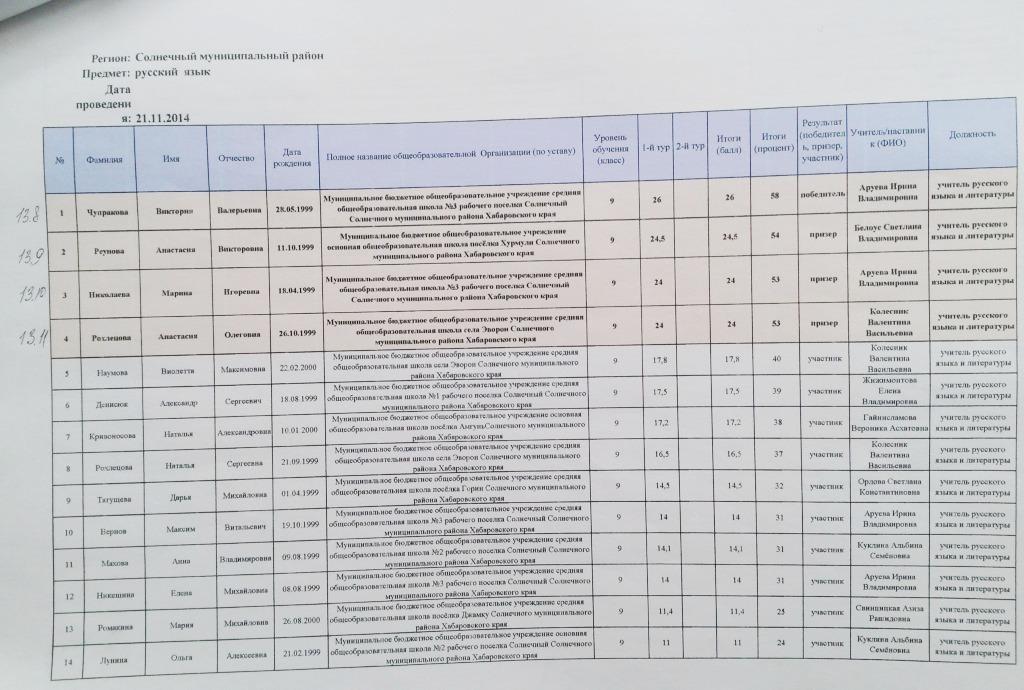 Регион: Солнечный муниципальный район
Предмет: русский язык
Дата
проведени
я: 21.11.2014
№ Фамилия Имя Отчество Дата рождения Полное название общеобразовательной Организации (по уставу) Уровень обучения (класс) 1-й тур 2-й тур Итоги (балл) Итоги (процент) Результат (победител ь, призер, участник) Учитель/наставни к (ФИО) Должность
13.8 1 Чупракова Виктория Валерьевна 28.05.1999 Муниципальное бюджетное общеобразовательное учреждение средняя общеобразовательная школа №3 рабочего поселка Солнечный Солнечного муниципального района Хабаровского края 9 26 26 58 победитель Аруева Ирина Владимировна учитель русского языка и литературы
13.9 2 Реунова Анастасия Викторовна 11.10.1999 Муниципальное бюджетное общеобразовательное учреждение основная общеобразовательная школа посёлка Хурмули Солнечного муниципального района Хабаровского края 9 24,5 24,5 54 призер Белоус Светлана Владимировна учитель русского языка и литературы
13.10 3 Николаева Марина Игоревна 18.04.1999 Муниципальное бюджетное общеобразовательное учреждение средняя общеобразовательная школа №3 рабочего поселка Солнечный Солнечного муниципального района Хабаровского края 9 24 24 53 призер Аруева Ирина Владимировна учитель русского языка и литературы
13.11 4 Рохлецова Анастасия Олеговна 26.10.1999 Муниципальное бюджетное общеобразовательное учреждение средняя общеобразовательная школа села Эворон Солнечного муниципального района Хабаровского края 9 24 24 53 призер Колесник Валентина Васильевна учитель русского языка и литературы
5 Наумова Виолетта Максимовна 22.02.2000 Муниципальное бюджетное общеобразовательное учреждение средняя общеобразовательная школа села Эворон Солнечного муниципального района Хабаровского края 9 17,8 17,8 40 участник Колесник Валентина Васильевна учитель русского языка и литературы
6 Денисюк Александр Сергеевич 18.08.1999 Муниципальное бюджетное общеобразовательное учреждение средняя общеобразовательная школа №1 рабочего поселка Солнечный Солнечного муниципального района Хабаровского края 9 17,5 17,5 39 участник Жижимонтова Елена Владимировна учитель русского языка и литературы
7 Кривоносова Наталья Александровна 10.01.2000 Муниципальное бюджетное общеобразовательное учреждение основная общеобразовательная школа посёлка АмгуньСолнечного муниципального района Хабаровского края 9 17,2 17,2 38 участник Гайнисламова Вероника Асхатовна учитель русского языка и литературы
8 Рохлецова Наталья Сергеевна 21.09.1999 Муниципальное бюджетное общеобразовательное учреждение средняя общеобразовательная школа села Эворон Солнечного муниципального района Хабаровского края 9 16,5 16,5 37 участник Колесник Валентина Васильевна учитель русского языка и литературы
9 Тягушева Дарья Михайловна 01.04.1999 Муниципальное бюджетное общеобразовательное учреждение средняя общеобразовательная школа посёлка Горин Солнечного муниципального района Хабаровского края 9 14,5 14,5 32 участник Орлова Светлана Константиновна учитель русского языка и литературы
10 Вернов Максим Витальевич 19.10.1999 Муниципальное бюджетное общеобразовательное учреждение средняя общеобразовательная школа №3 рабочего поселка Солнечный Солнечного муниципального района Хабаровского края 9 14 14 31 участник Аруева Ирина Владимировна учитель русского языка и литературы
11 Махова Анна Владимировна 09.08.1999 Муниципальное бюджетное общеобразовательное учреждение средняя общеобразовательная школа №2 рабочего поселка Солнечный Солнечного муниципального района Хабаровского края 9 14,1 14,1 31 участник Куклина Альбина Семёновна учитель русского языка и литературы
12 Никешина Елена Михайловна 08.08.1999 Муниципальное бюджетное общеобразовательное учреждение средняя общеобразовательная школа №3 рабочего поселка Солнечный Солнечного муниципального района Хабаровского края 9 14 14 31 участник Аруева Ирина Владимировна учитель русского языка и литературы
13 Ромакина Мария Михайловна 26.08.2000 Муниципальное бюджетное общеобразовательное учреждение средняя общеобразовательная школа посёлка Джамку Солнечного муниципального района Хабаровского края 9 11,4 11,4 25 участник Свиницкая Азиза Рашидовна учитель русского языка и литературы
14 Лунина Ольга Алексеевна 21.02.1999 Муниципальное бюджетное общеобразовательное учреждение основная общеобразовательная школа №2 рабочего поселка Солнечный Солнечного муниципального района Хабаровского края 9 11 11 24 участник Куклина Альбина Семёновна учитель русского языка и литературы